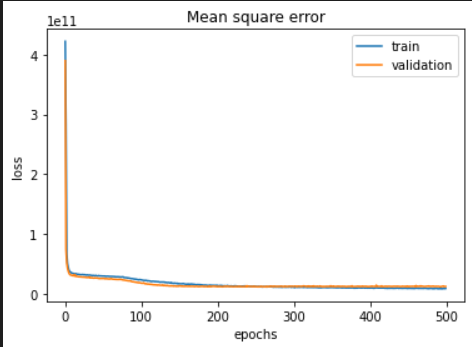 Mean square error
1e11
train
validation
4
3
2
1
0
loss
0 100 200 300 400 500
epochs